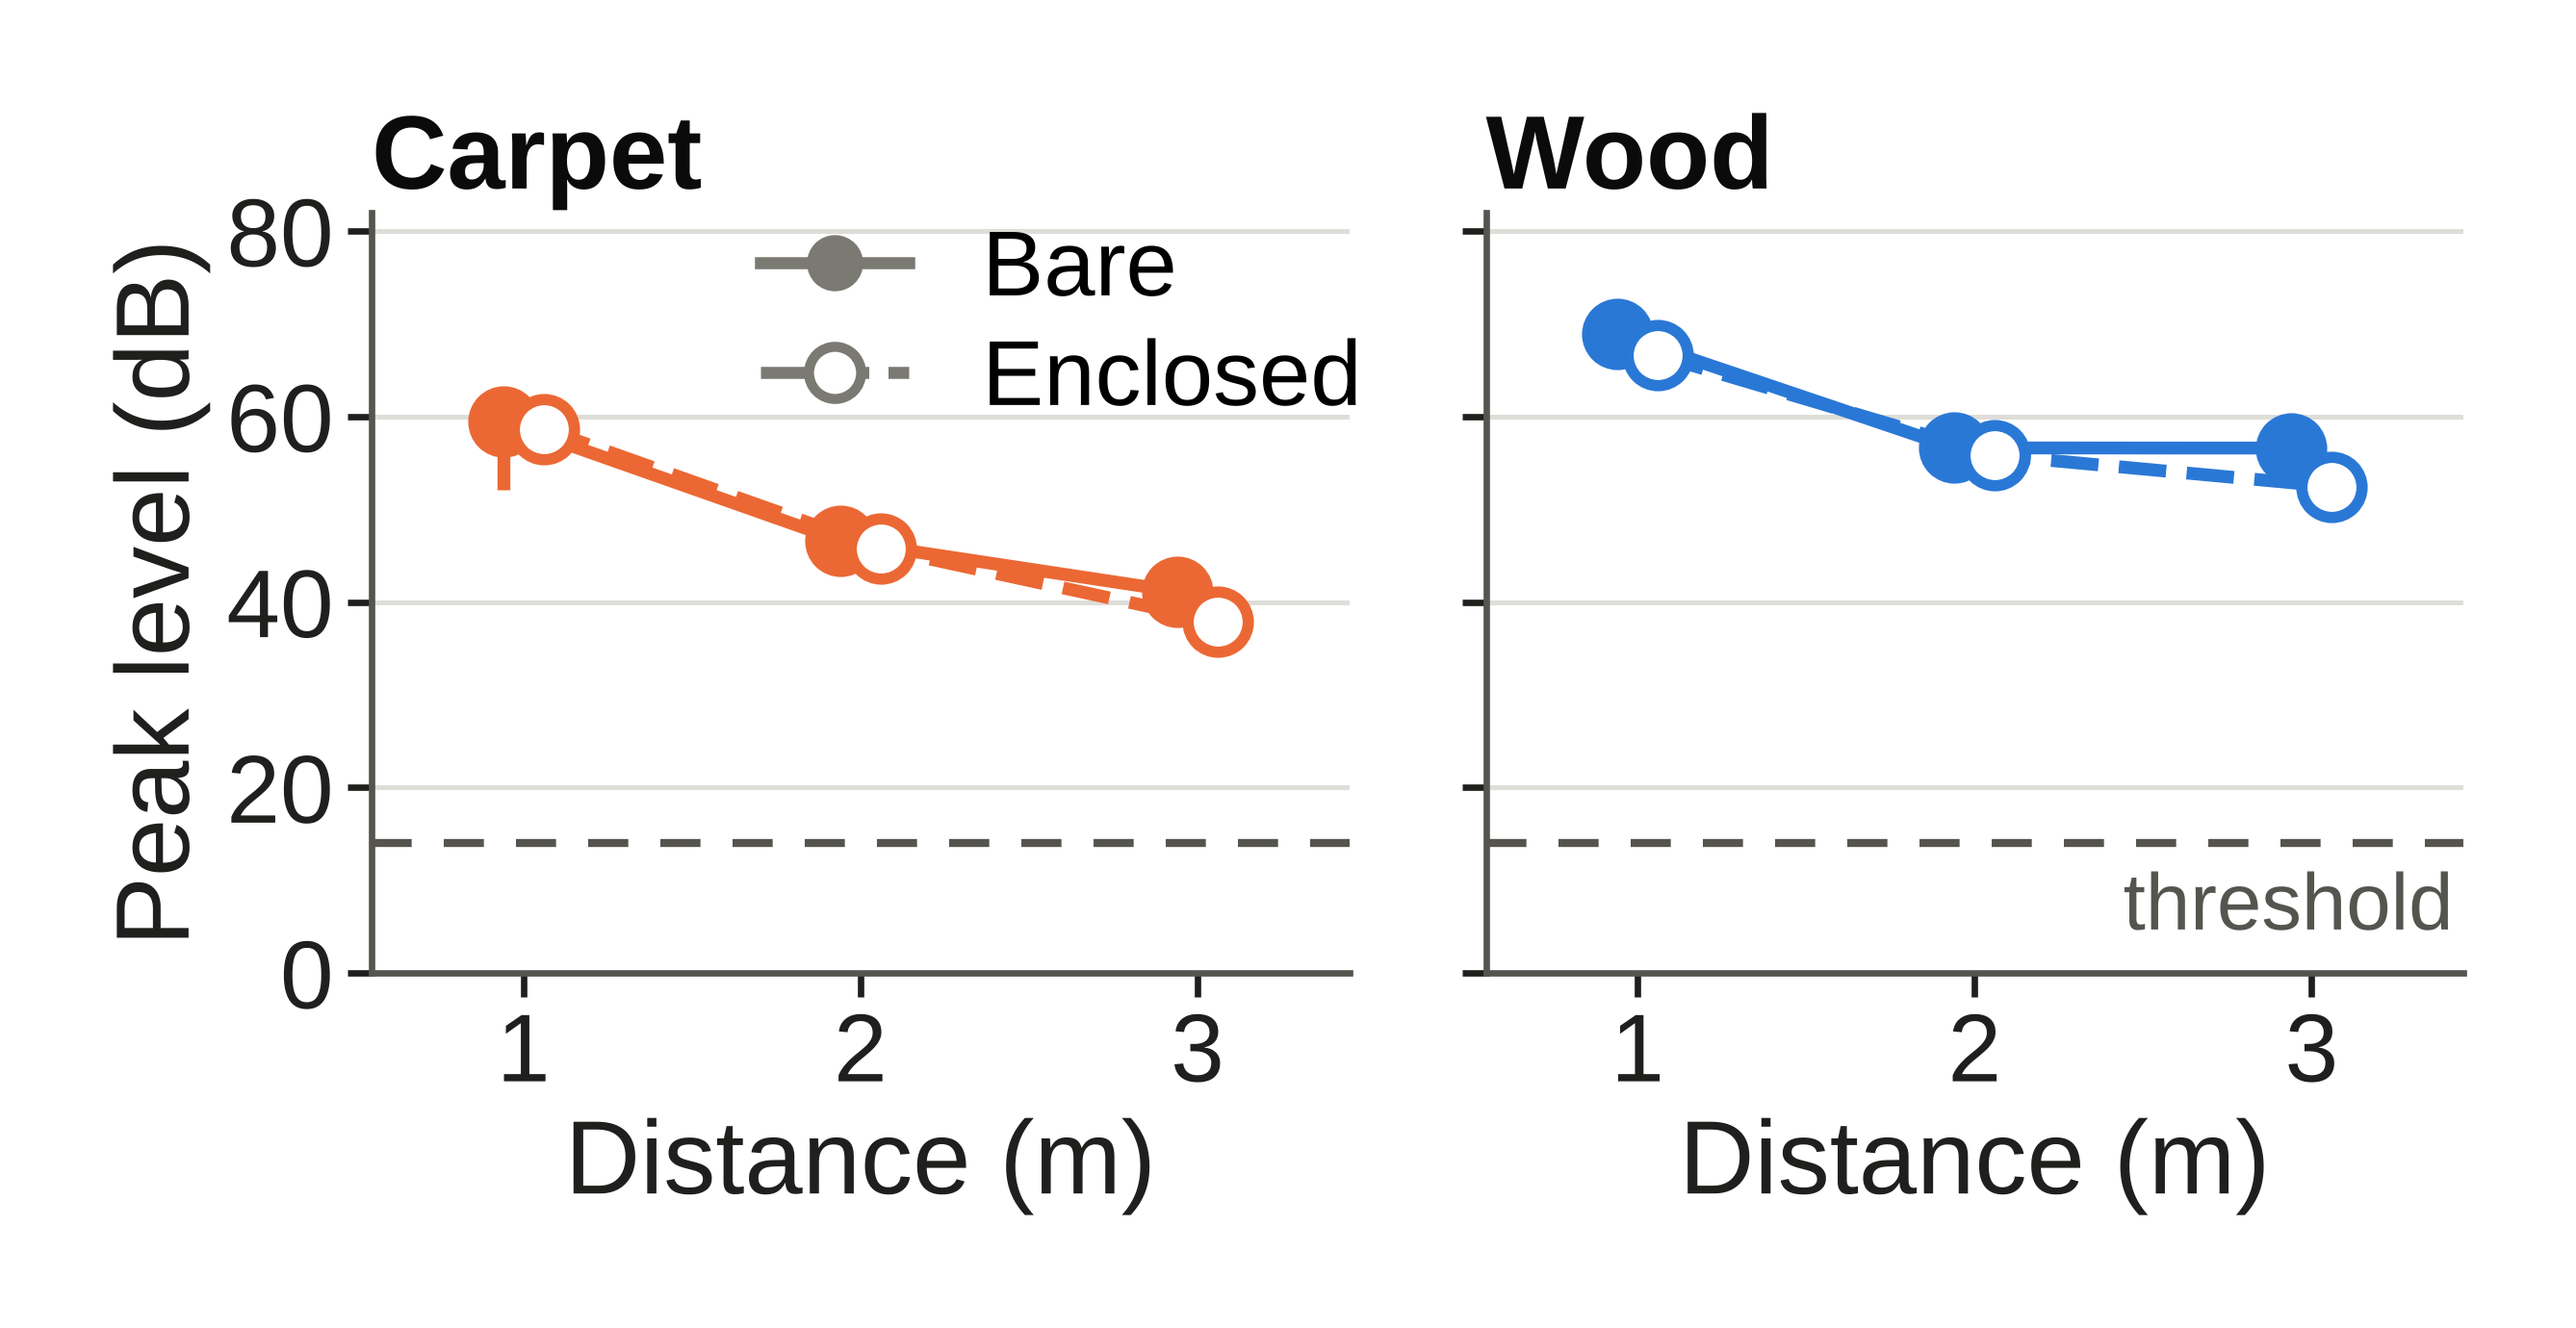 Carpet
Wood
Peak level (dB)
80
60
40
20
0
Bare
Enclosed
threshold
1
2
3
1
2
3
Distance (m)
Distance (m)